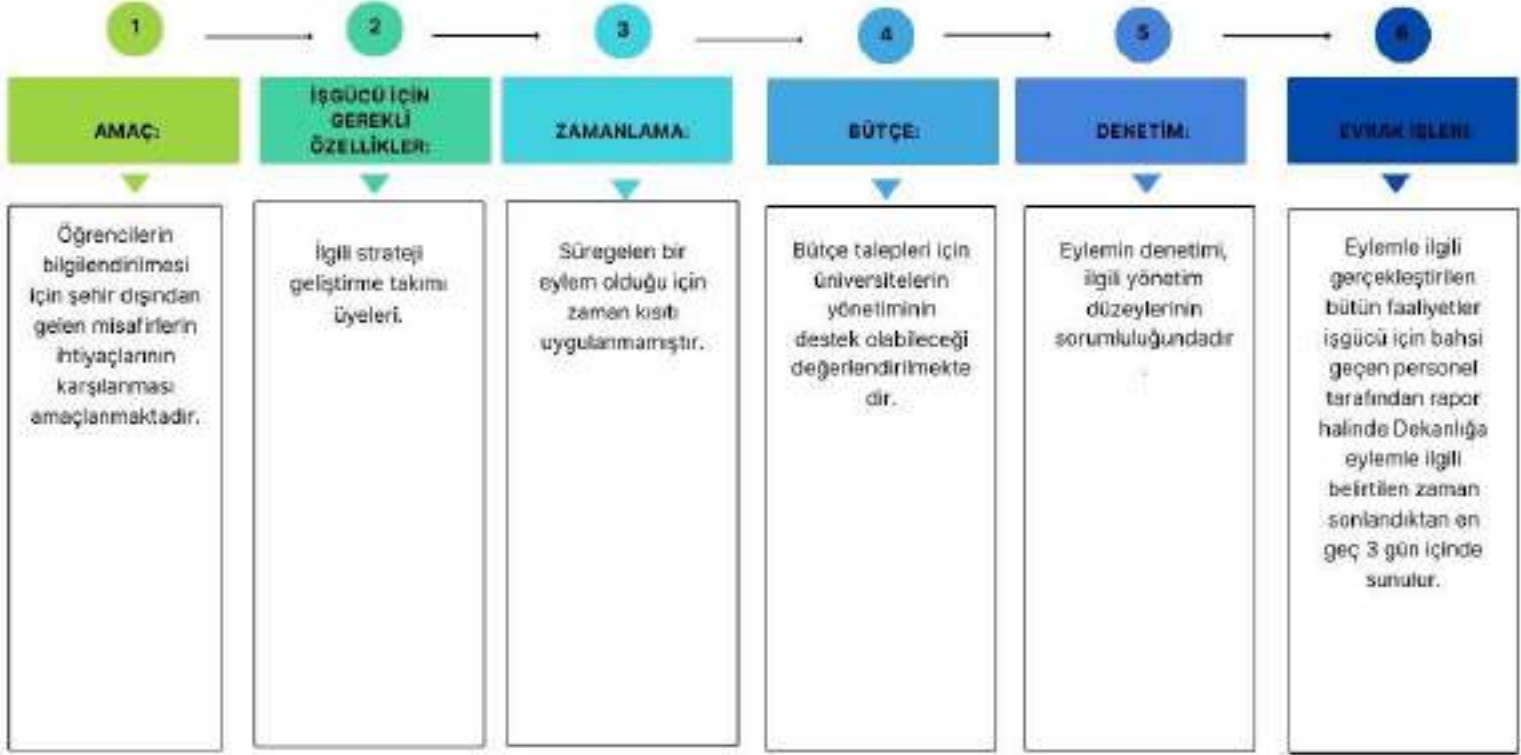 1
2
3
4
5
6
AMAÇ:
İŞGÜCÜ İÇİN
GEREKLİ
ÖZELLİKLER:
ZAMANLAMA:
BÜTÇE:
DENETİM:
EVRAK İŞLERİ:
Öğrencilerin
bilgilendirilmesi
için şehir dışından
gelen misafirlerin
ihtiyaçlarının
karşılanması
amaçlanmaktadır.
İlgili strateji
geliştirme takımı
üyeleri.
Süregelen bir
eylem olduğu için
zaman kısıtı
uygulanmamıştır.
Bütçe talepleri için
üniversitelerin
yönetiminin
destek olabileceği
değerlendirilmekte
dir.
Eylemin denetimi,
ilgili yönetim
düzeylerinin
sorumluluğundadır
.
Eylemle ilgili
gerçekleştirilen
bütün faaliyetler
işgücü için bahsi
geçen personel
tarafından rapor
halinde Dekanlığa
eylemle ilgili
belirtilen zaman
sonlandıktan en
geç 3 gün içinde
sunulur.